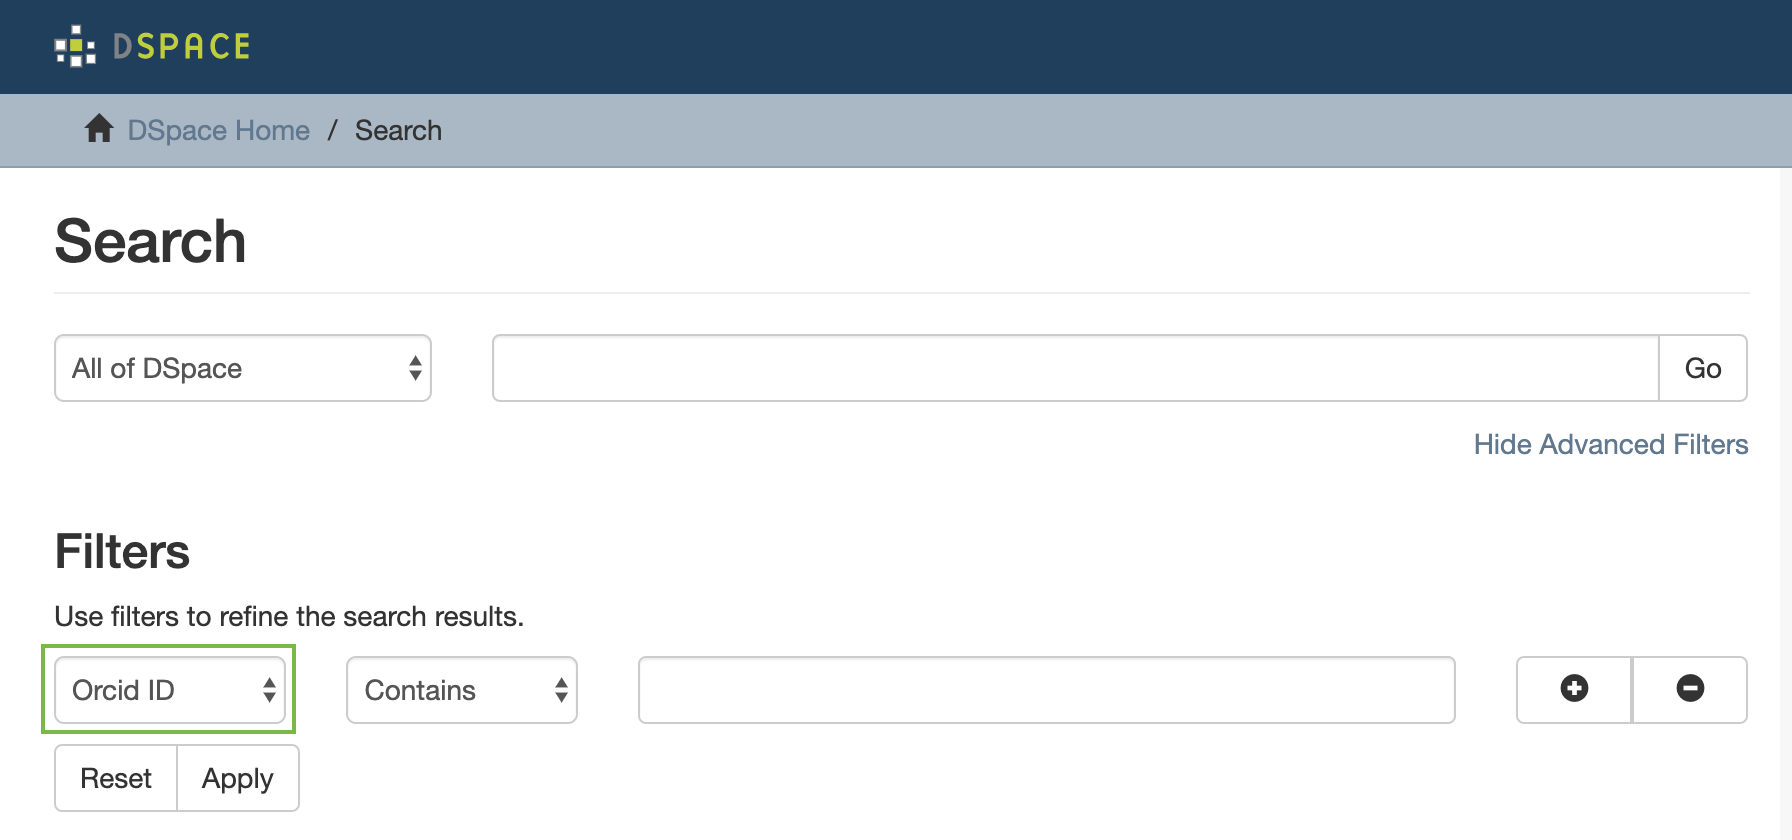 DSPACE
DSpace Home / Search
Search
All of DSpace Go
Hide Advanced Filters
Filters
Use filters to refine the search results.
Orcid ID Contains
Reset Apply